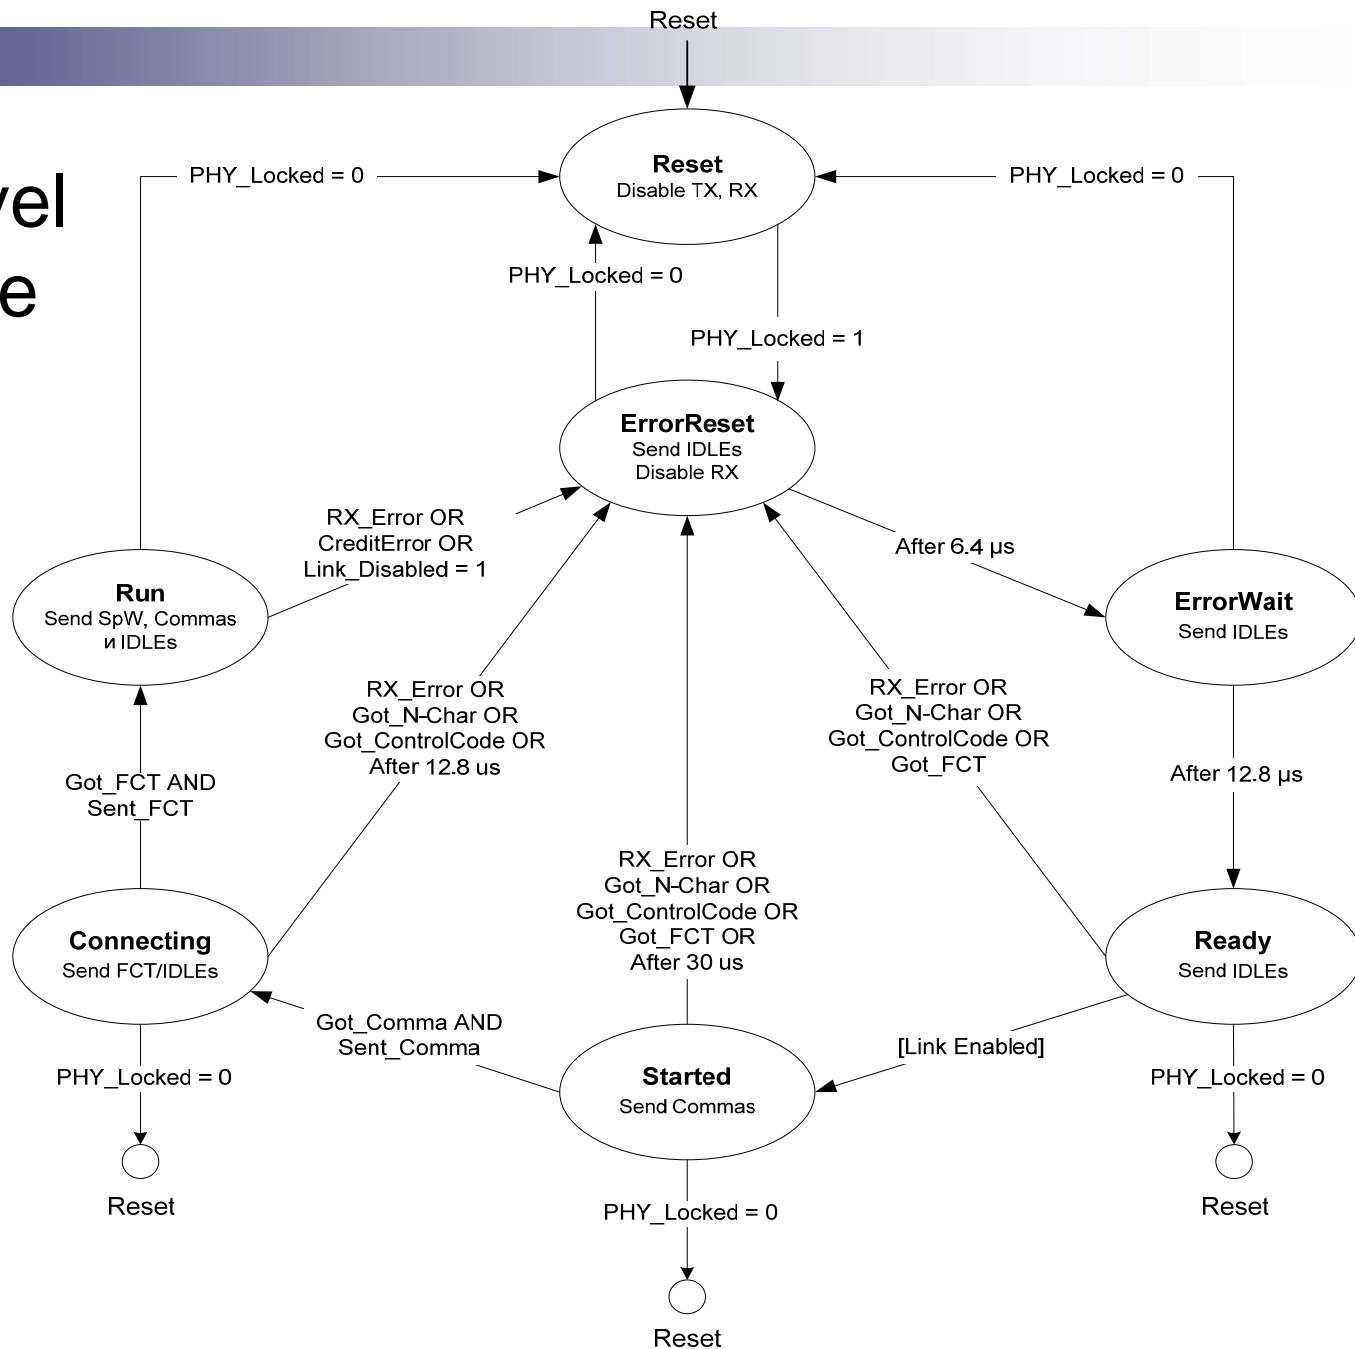 Reset
vel
e
Reset
Disable TX, RX
PHY_Locked = 0
PHY_Locked = 0
PHY_Locked = 0
PHY_Locked = 1
ErrorReset
Send IDLEs
Disable RX
RX_Error OR
CreditError OR
Link_Disabled = 1
After 6.4 µs
Run
Send SpW, Commas
и IDLEs
ErrorWait
Send IDLEs
RX_Error OR
Got_N-Char OR
Got_ControlCode OR
After 12.8 us
RX_Error OR
Got_N-Char OR
Got_ControlCode OR
Got_FCT
Got_FCT AND
Sent_FCT
After 12.8 µs
RX_Error OR
Got_N-Char OR
Got_ControlCode OR
Got_FCT OR
After 30 us
Connecting
Send FCT/IDLEs
Ready
Send IDLEs
Got_Comma AND
Sent_Comma
[Link Enabled]
Started
Send Commas
PHY_Locked = 0
PHY_Locked = 0
Reset
Reset
PHY_Locked = 0
Reset